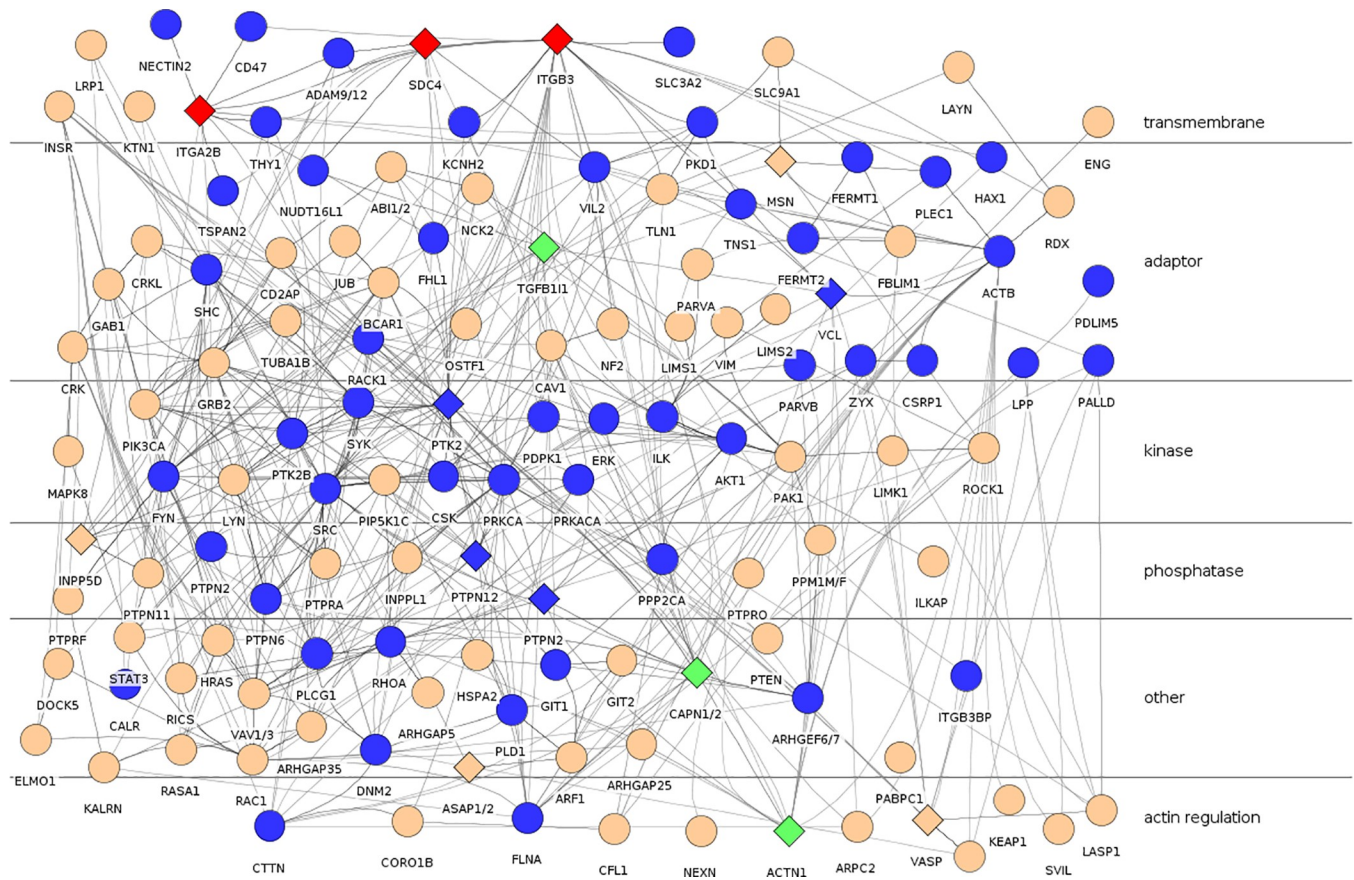 NECTIN2
CD47
LRP1
ADAM9/12
SDC4
ITGB3
SLC3A2
SLC9A1
LAYN
INSR
KTN1
ITGA2B
THY1
KCNH2
PKD1
ENG
transmembrane
TSPAN2
NUDT16L1
ABI1/2
NCK2
VIL2
TLN1
TNS1
MSN
FERMT1
PLEC1
HAX1
RDX
CRKL
SHC
CD2AP
JUB
FHL1
TGFB1I1
PARVA
FERMT2
FBLIM1
ACTB
adaptor
GAB1
TUBA1B
BCAR1
OSTF1
NF2
LIMS1
VIM
LIMS2
VCL
PDLIM5
CRK
GRB2
RACK1
CAV1
PARVB
ZYX
CSRP1
LPP
PALLD
PIK3CA
PTK2B
SYK
PTK2
PDPK1
ERK
ILK
AKT1
PAK1
LIMK1
ROCK1
kinase
MAPK8
FYN
LYN
SRC
PIP5K1C
CSK
PRKCA
PRKACA
INPP5D
PTPN2
PTPRA
INPPL1
PTPN12
PPP2CA
PTPRO
PPM1M/F
ILKAP
phosphatase
PTPN11
PTPRF
PTPN6
PTPN2
STAT3
HRAS
PLCG1
RHOA
HSPA2
GIT1
GIT2
CAPN1/2
PTEN
ITGB3BP
other
DOCK5
CALR
RICS
VAV1/3
ARHGAP5
PLD1
ARHGEF6/7
ELMO1
KALRN
RASA1
RAC1
ARHGAP35
DNM2
ASAP1/2
ARF1
ARHGAP25
PABPC1
CTTN
CORO1B
FLNA
CFL1
NEXN
ACTN1
ARPC2
VASP
KEAP1
SVIL
LASP1
actin regulation